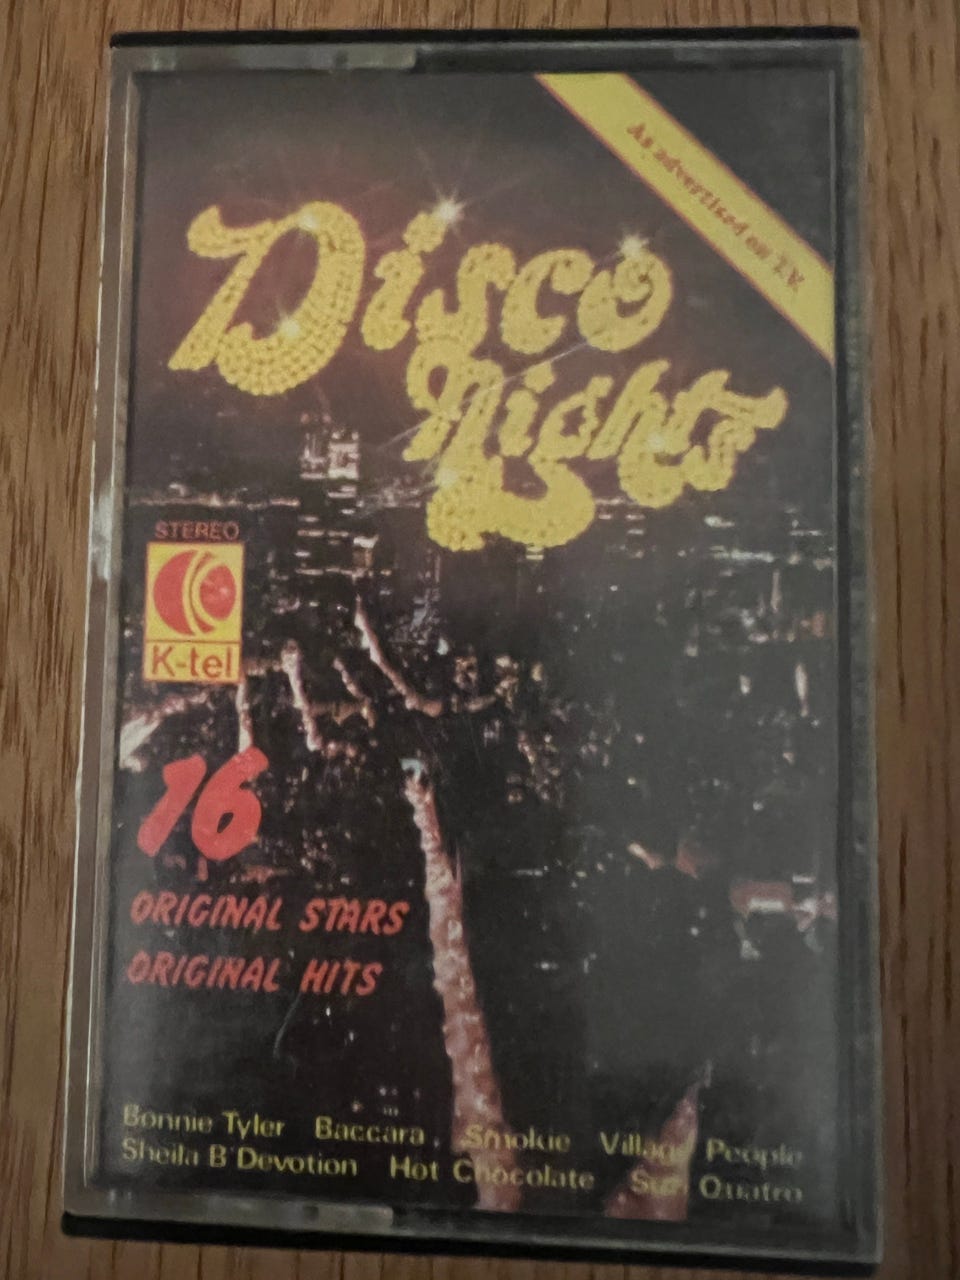 As advertised on T.V.
Disco
Nights
STEREO
K-tel
16
ORIGINAL STARS
ORIGINAL HITS
Bonnie Tyler Baccara. Smokie Village People
Sheila B'Devotion Hot Chocolate Suzi Quatro